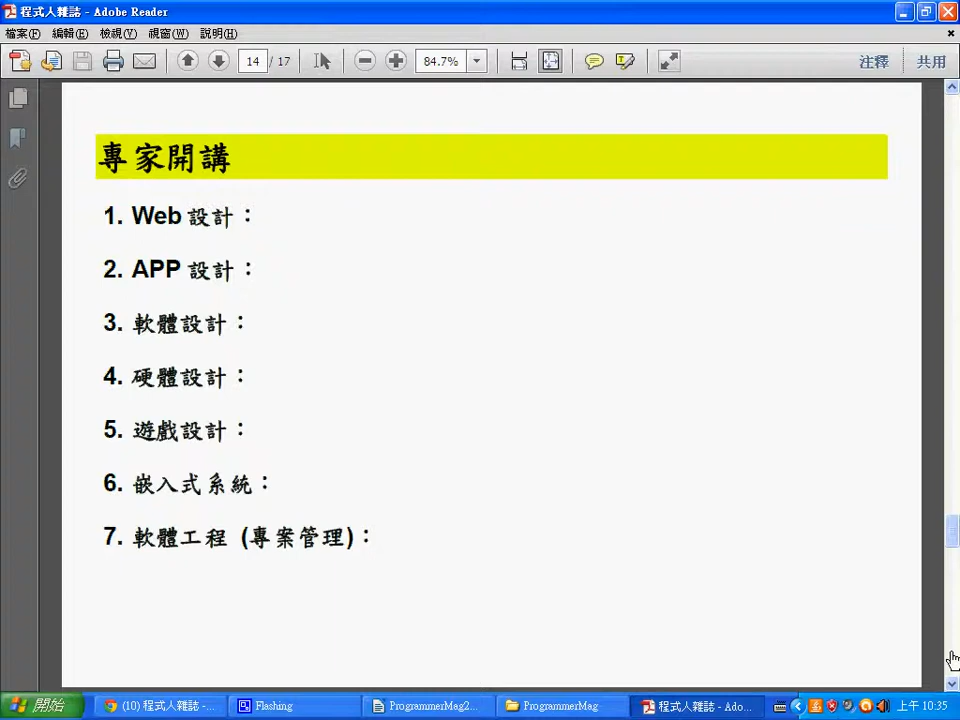 程式人雜誌 - Adobe Reader
檔案(F) 編輯(E) 檢視(V) 視窗(W) 說明(H)
14 / 17 84.7% 注釋 共用
專家開講
1. Web 設計：
2. APP 設計：
3. 軟體設計：
4. 硬體設計：
5. 遊戲設計：
6. 嵌入式系統：
7. 軟體工程 (專案管理)：
開始 (10) 程式人雜誌 -... Flashing ProgrammerMag2... ProgrammerMag 程式人雜誌 - Ado... 上午 10:35